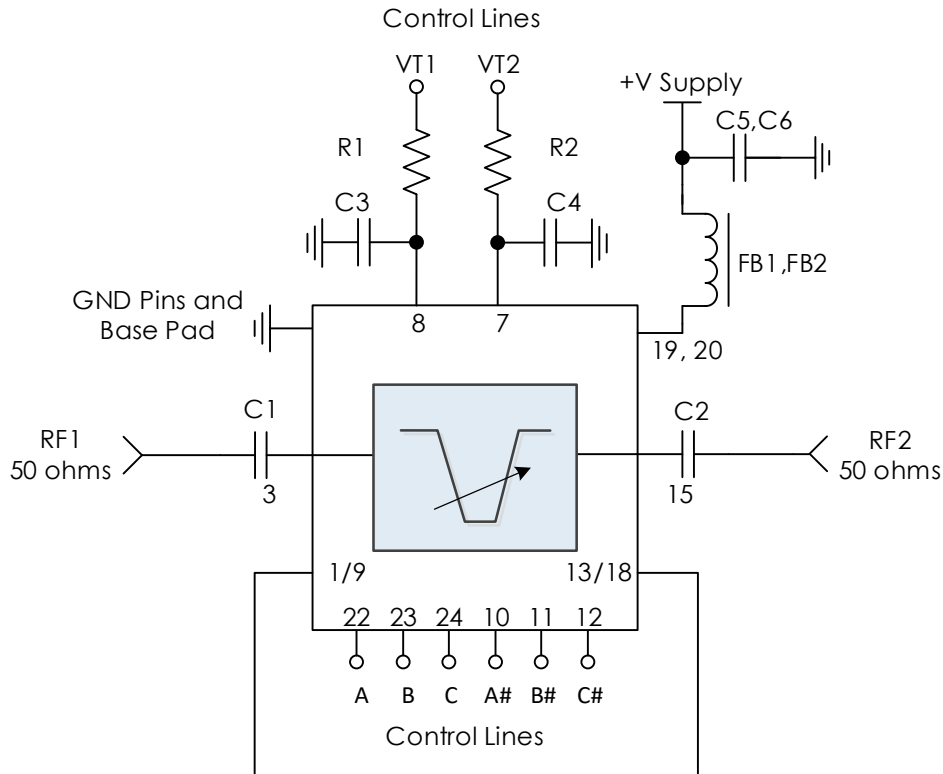 Control Lines
VT1
VT2
+V Supply
C5,C6
R1
R2
C3
C4
FB1,FB2
GND Pins and
Base Pad
8
7
19, 20
C1
C2
RF1
50 ohms
RF2
50 ohms
3
15
1/9
13/18
22 23 24 10 11 12
A B C A# B# C#
Control Lines